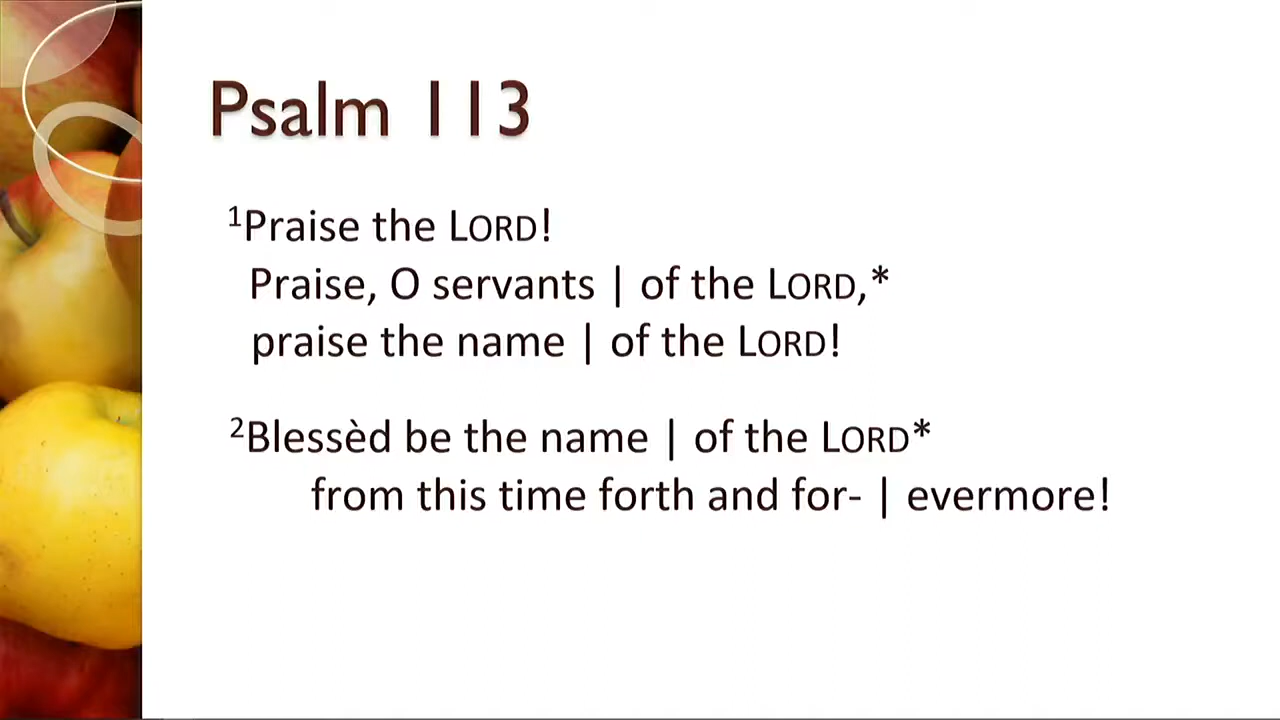 Psalm 113
¹Praise the LORD!
Praise, O servants | of the LORD,*
praise the name | of the LORD!
²Blessèd be the name | of the LORD*
from this time forth and for- | evermore!